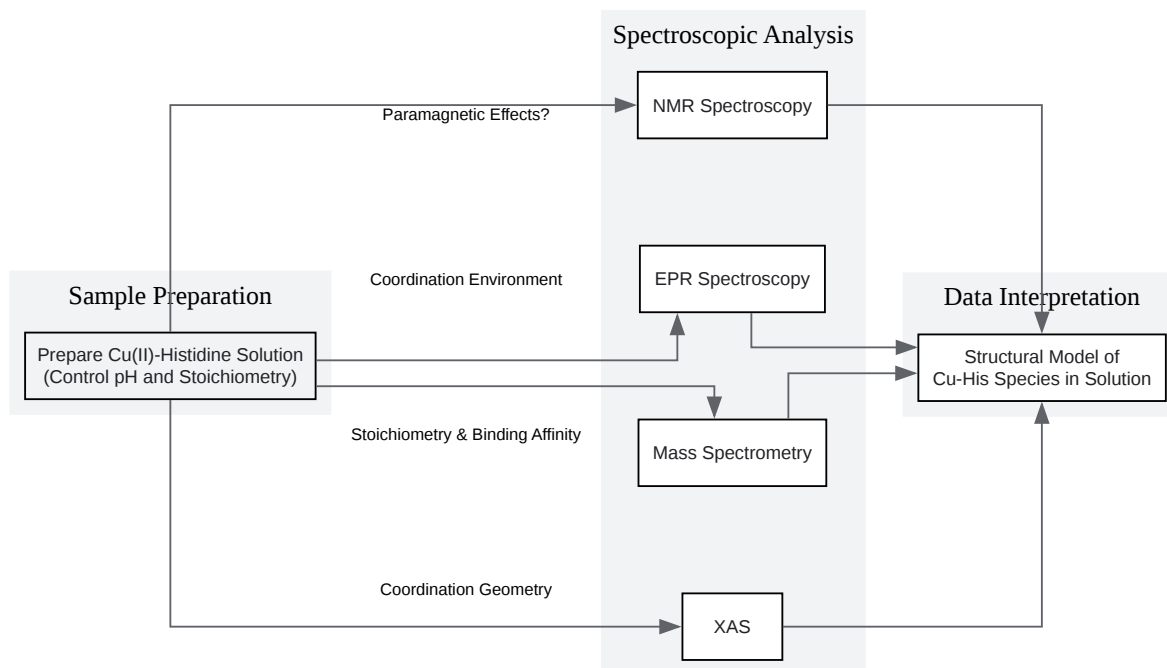 Spectroscopic Analysis
NMR Spectroscopy
Paramagnetic Effects?
EPR Spectroscopy
Coordination Environment
Sample Preparation
Data Interpretation
Prepare Cu(II)-Histidine Solution
(Control pH and Stoichiometry)
Structural Model of
Cu-His Species in Solution
Stoichiometry & Binding Affinity
Mass Spectrometry
Coordination Geometry
XAS